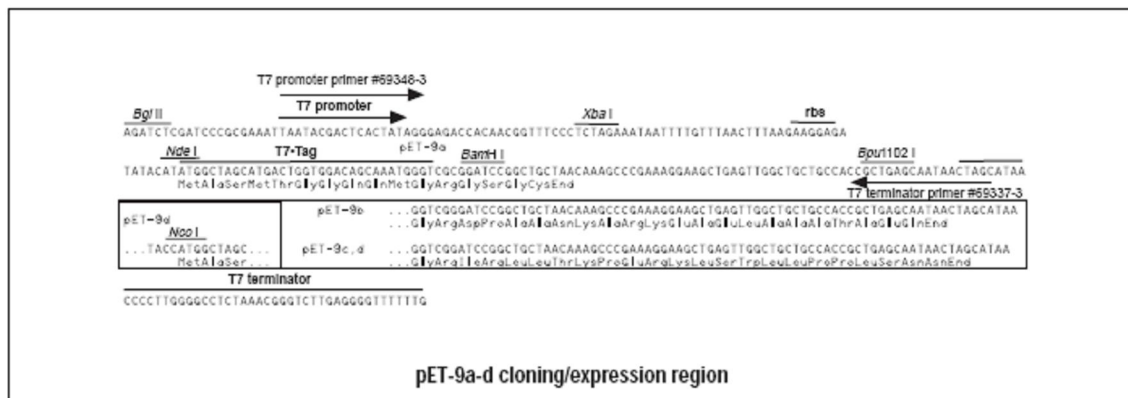 T7 promoter primer #69348-3
Bgl II T7 promoter Xba I rbs
AGATCTCGATCCCGCGAAATTAATACGACTCACTATAGGGAGACCACAACGGTTTCCCTCTAGAAATAATTTTGTTTAACTTTAAGAAGGAGA
Nde I T7•Tag pET-9a BamH I Bpu1102 I
TATACATATGGCTAGCATGACTGGTGGACAGCAAATGGGTCGCGGATCCGGCTGCTAACAAAGCCCGAAAGGAAGCTGAGTTGGCTGCTGCCACCGCTGAGCAATAACTAGCATAA
MetAlaSerMetThrGlyGlyGlnGlnMetGlyArgGlySerGlyCysEnd T7 terminator primer #69337-3
pET-9d pET-9b ...GGTCGGGATCCGGCTGCTAACAAAGCCCGAAAGGAAGCTGAGTTGGCTGCTGCCACCGCTGAGCAATAACTAGCATAA
Nco I GlyArgAspProAlaAlaAsnLysAlaArgLysGluAlaGluLeuAlaAlaAlaThrAlaGluGlnEnd
...TACCATGGCTAGC... pET-9c,d ...GGTCGGATCCGGCTGCTAACAAAGCCCGAAAGGAAGCTGAGTTGGCTGCTGCCACCGCTGAGCAATAACTAGCATAA
MetAlaSer... GlyArgIleArgLeuLeuThrLysProGluArgLysLeuSerTrpLeuLeuProProLeuSerAsnAsnEnd
T7 terminator
CCCCTTGGGGCCTCTAAACGGGTCTTGAGGGGTTTTTTG
pET-9a-d cloning/expression region